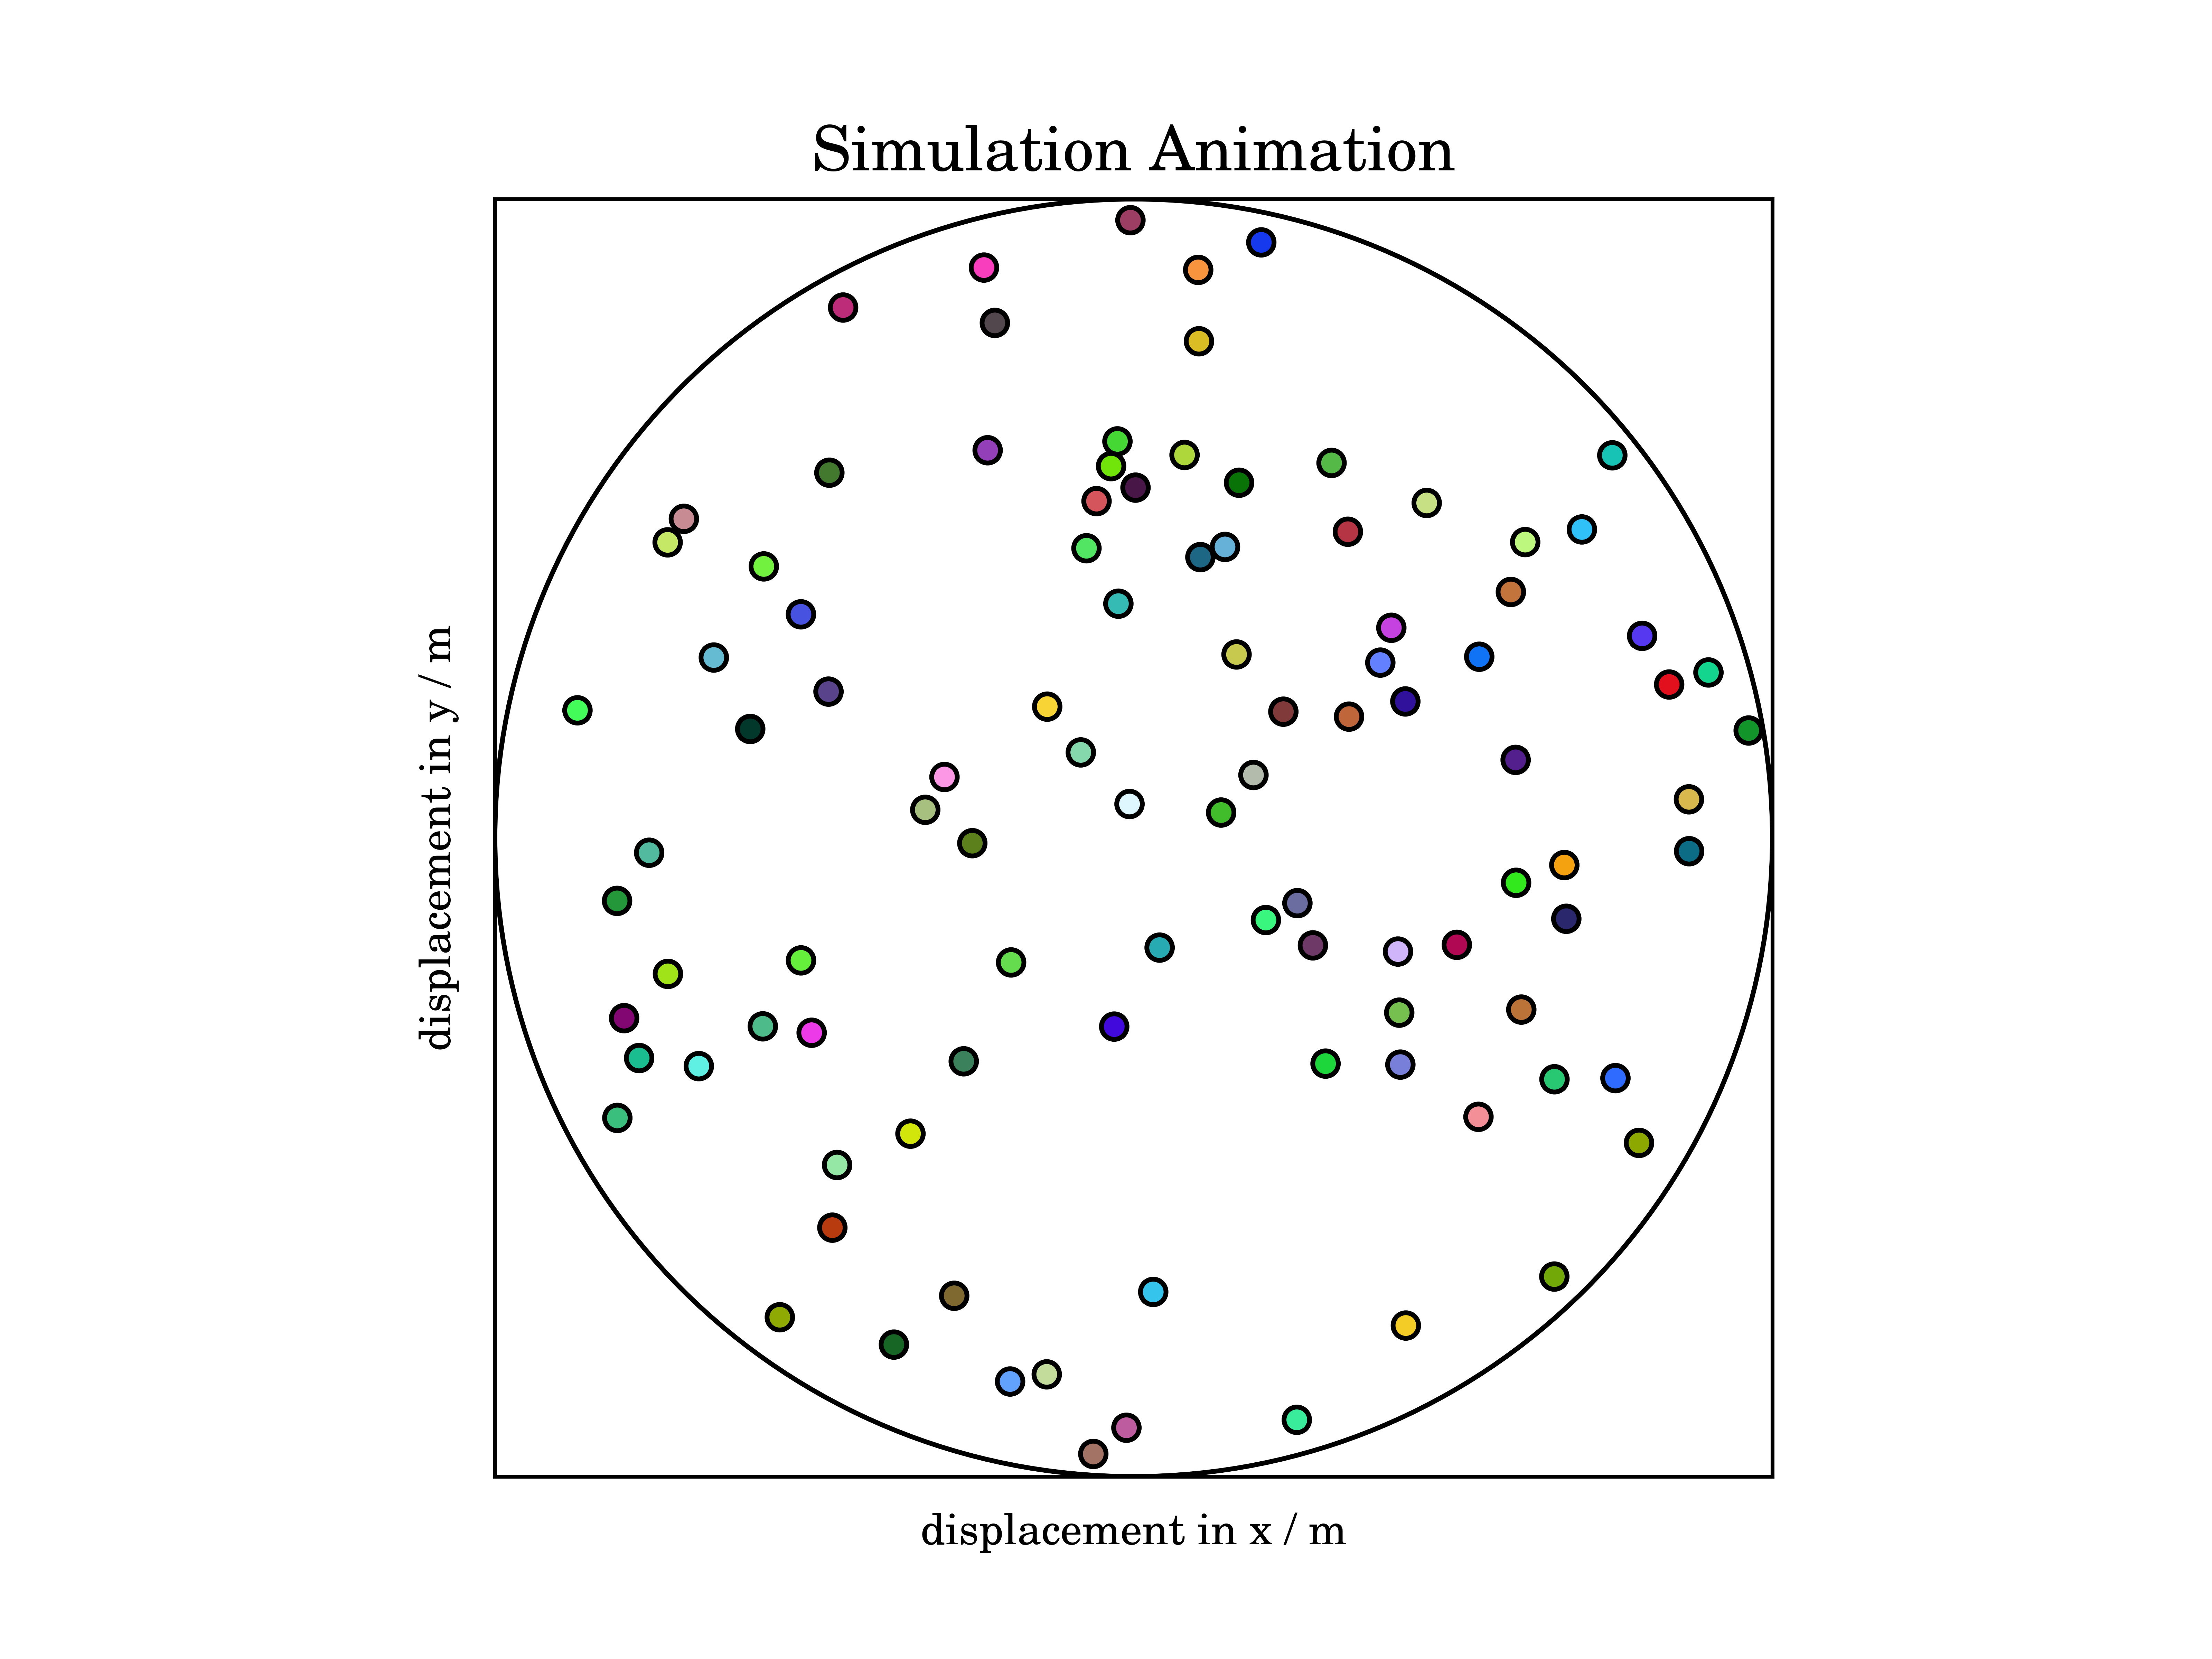 Simulation Animation
displacement in y / m
displacement in x / m